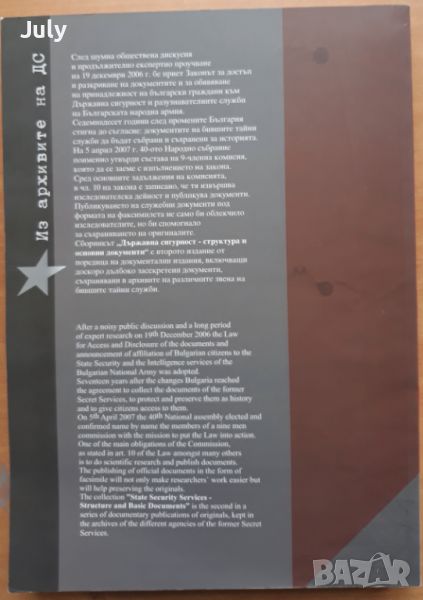 July
Из архивите на ДС
След шумна обществена дискусия
и продължително експертно проучване
на 19 декември 2006 г. бе приет Законът за достъп
и разкриване на документите и за обявяване
на принадлежност на български граждани към
Държавна сигурност и разузнавателните служби
на Българската народна армия.
Седемнадесет години след промените България
стигна до съгласие: документите на бившите тайни
служби да бъдат събрани и съхранени за историята.
На 5 април 2007 г. 40-ото Народно събрание
поименно утвърди състава на 9-членна комисия,
която да се заеме с изпълнението на закона.
Сред основните задължения на комисията,
в чл. 10 на закона е записано, че тя извършва
изследователска дейност и публикува документи.
Публикуването на служебни документи под
формата на факсимилета не само би облекчило
изследователите, но би спомогнало
за съхраняването на оригиналите.
Сборникът „Държавна сигурност - структура и
основни документи“ е второто издание от
поредица на документални издания, включващи
доскоро дълбоко засекретени документи,
съхранявани в архивите на различните звена на
бившите тайни служби.
After a noisy public discussion and a long period
of expert research on 19th December 2006 the Law
for Access and Disclosure of the documents and
announcement of affiliation of Bulgarian citizens to the
State Security and the Intelligence services of the
Bulgarian National Army was adopted.
Seventeen years after the changes Bulgaria reached
the agreement to collect the documents of the former
Secret Services, to protect and preserve them as history
and to give citizens access to them.
On 5th April 2007 the 40th National assembly elected and
confirmed name by name the members of a nine men
commission with the mission to put the Law into action.
One of the main obligations of the Commission,
as stated in art. 10 of the Law amongst many others
is to do scientific research and publish documents.
The publishing of official documents in the form of
facsimile will not only make researchers' work easier but
will help preserving the originals.
The collection "State Security Services -
Structure and Basic Documents" is the second in a
series of documentary publications of originals, kept in
the archives of the different agencies of the former Secret
Services.
BAZAR